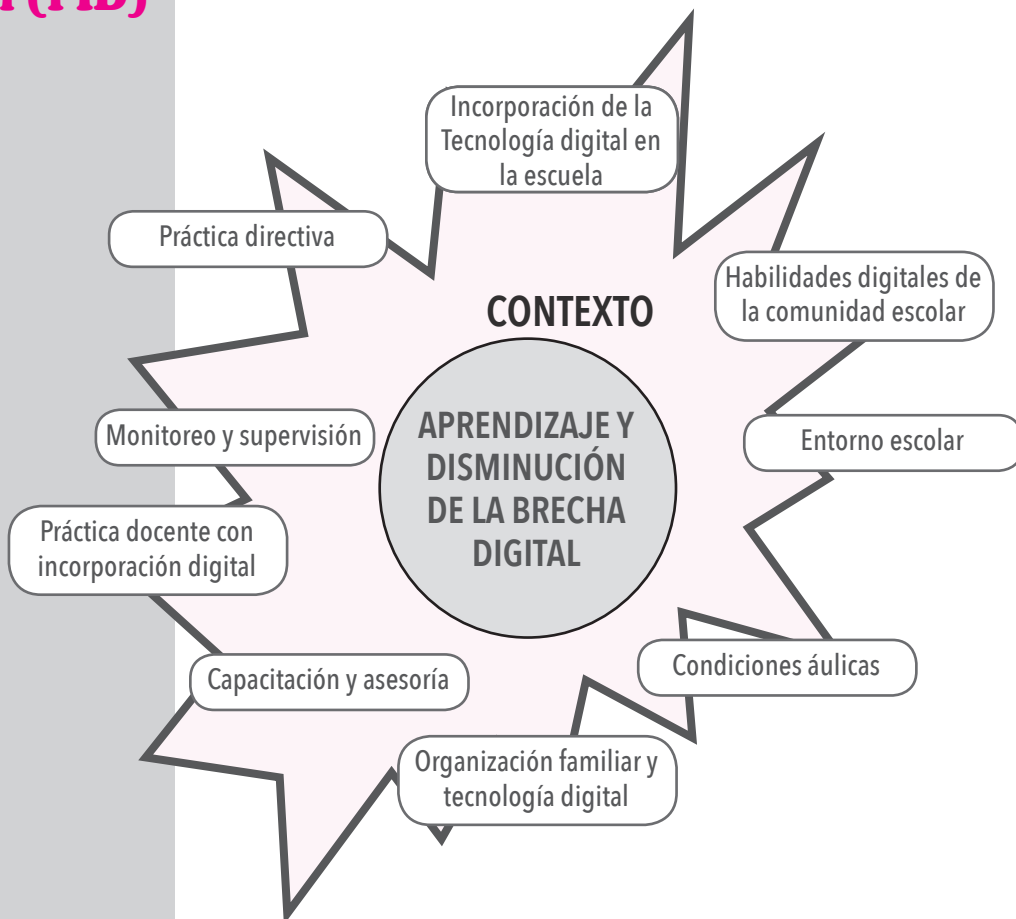 (PID)
Incorporación de la
Tecnología digital en
la escuela
Práctica directiva
Habilidades digitales de
la comunidad escolar
CONTEXTO
APRENDIZAJE Y
DISMINUCIÓN
DE LA BRECHA
DIGITAL
Monitoreo y supervisión
Entorno escolar
Práctica docente con
incorporación digital
Capacitación y asesoría
Condiciones áulicas
Organización familiar y
tecnología digital